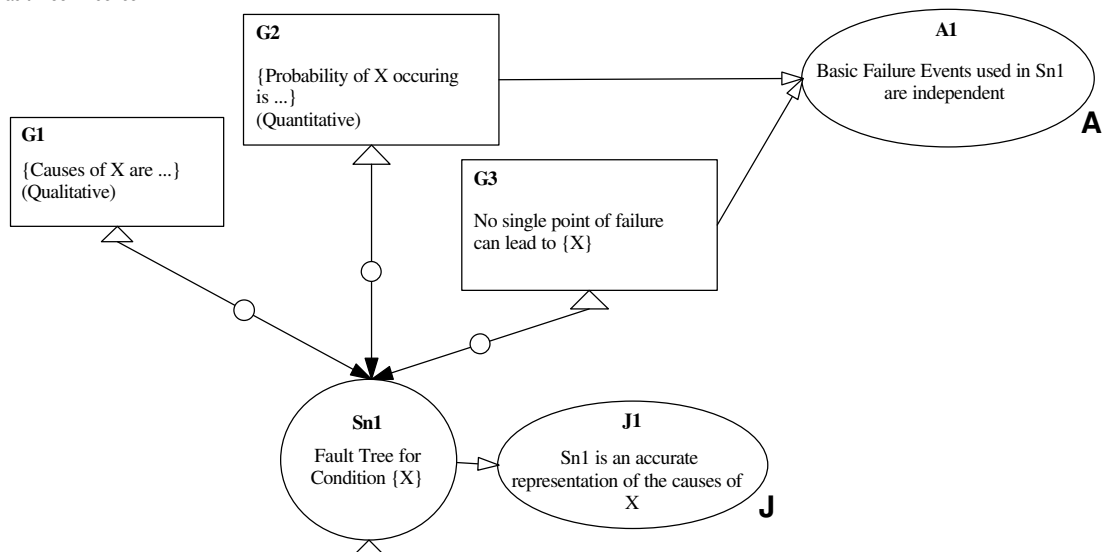 G2
{Probability of X occuring
is ...}
(Quantitative)
A1
Basic Failure Events used in Sn1
are independent
A
G1
{Causes of X are ...}
(Qualitative)
G3
No single point of failure
can lead to {X}
Sn1
Fault Tree for
Condition {X}
J1
Sn1 is an accurate
representation of the causes of
X
J